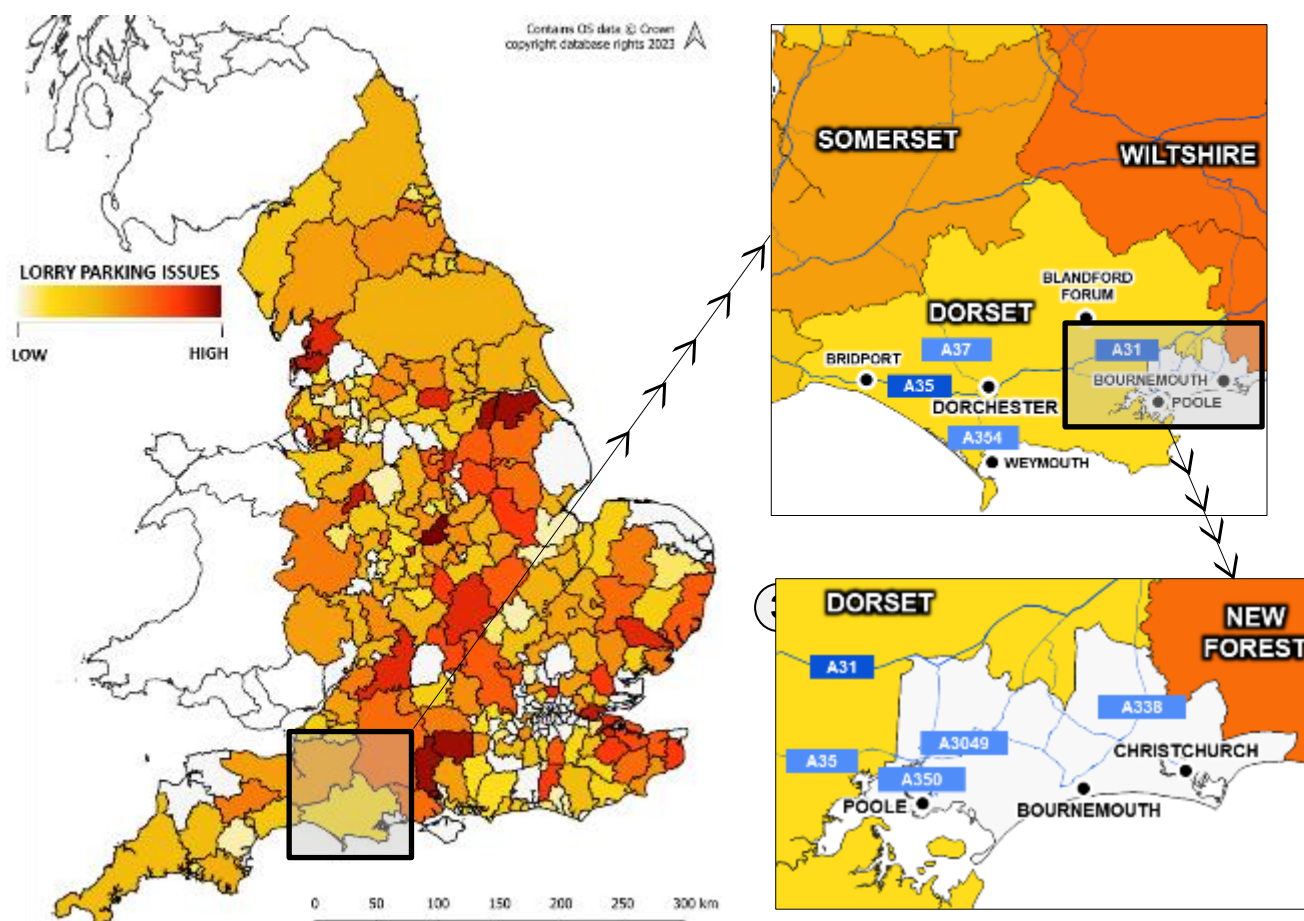 Contains OS data © Crown
copyright database rights 2023
LORRY PARKING ISSUES
LOW
HIGH
0
50
100
150
200
250
300 km
SOMERSET
WILTSHIRE
BLANDFORD
FORUM
DORSET
A37
A31
BRIDPORT
A35
BOURNEMOUTH
POOLE
DORCHESTER
A354
WEYMOUTH
DORSET
NEW
FOREST
A31
A338
A3049
A35
CHRISTCHURCH
A350
POOLE
BOURNEMOUTH